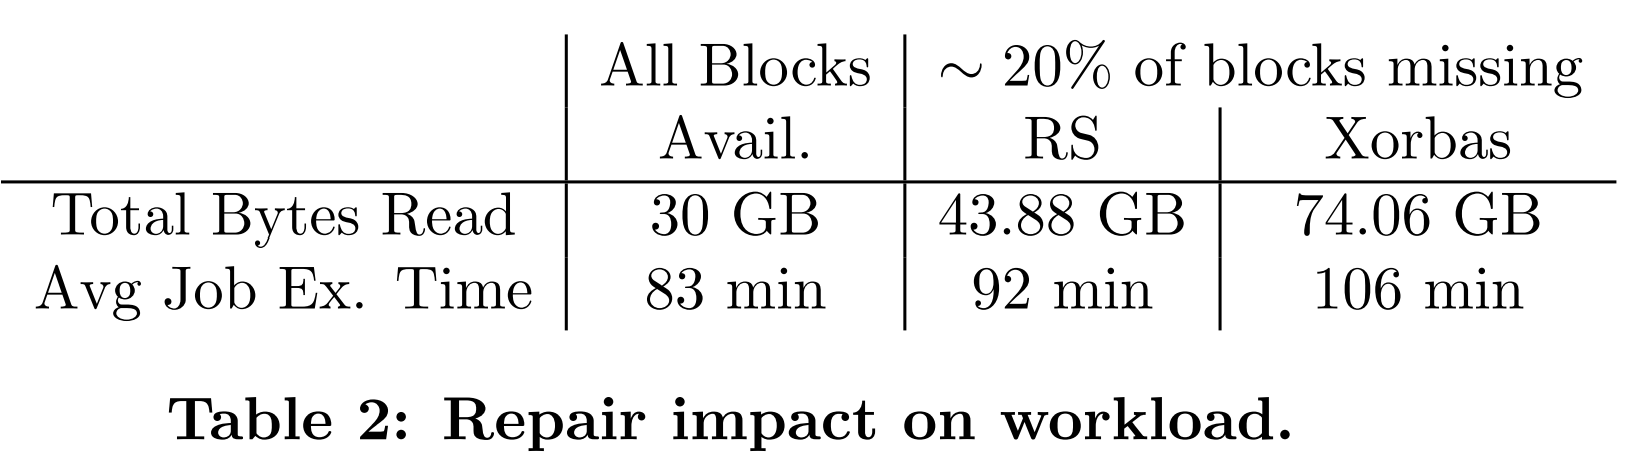 All Blocks ∼ 20% of blocks missing
Avail. RS Xorbas
Total Bytes Read 30 GB 43.88 GB 74.06 GB
Avg Job Ex. Time 83 min 92 min 106 min
Table 2: Repair impact on workload.